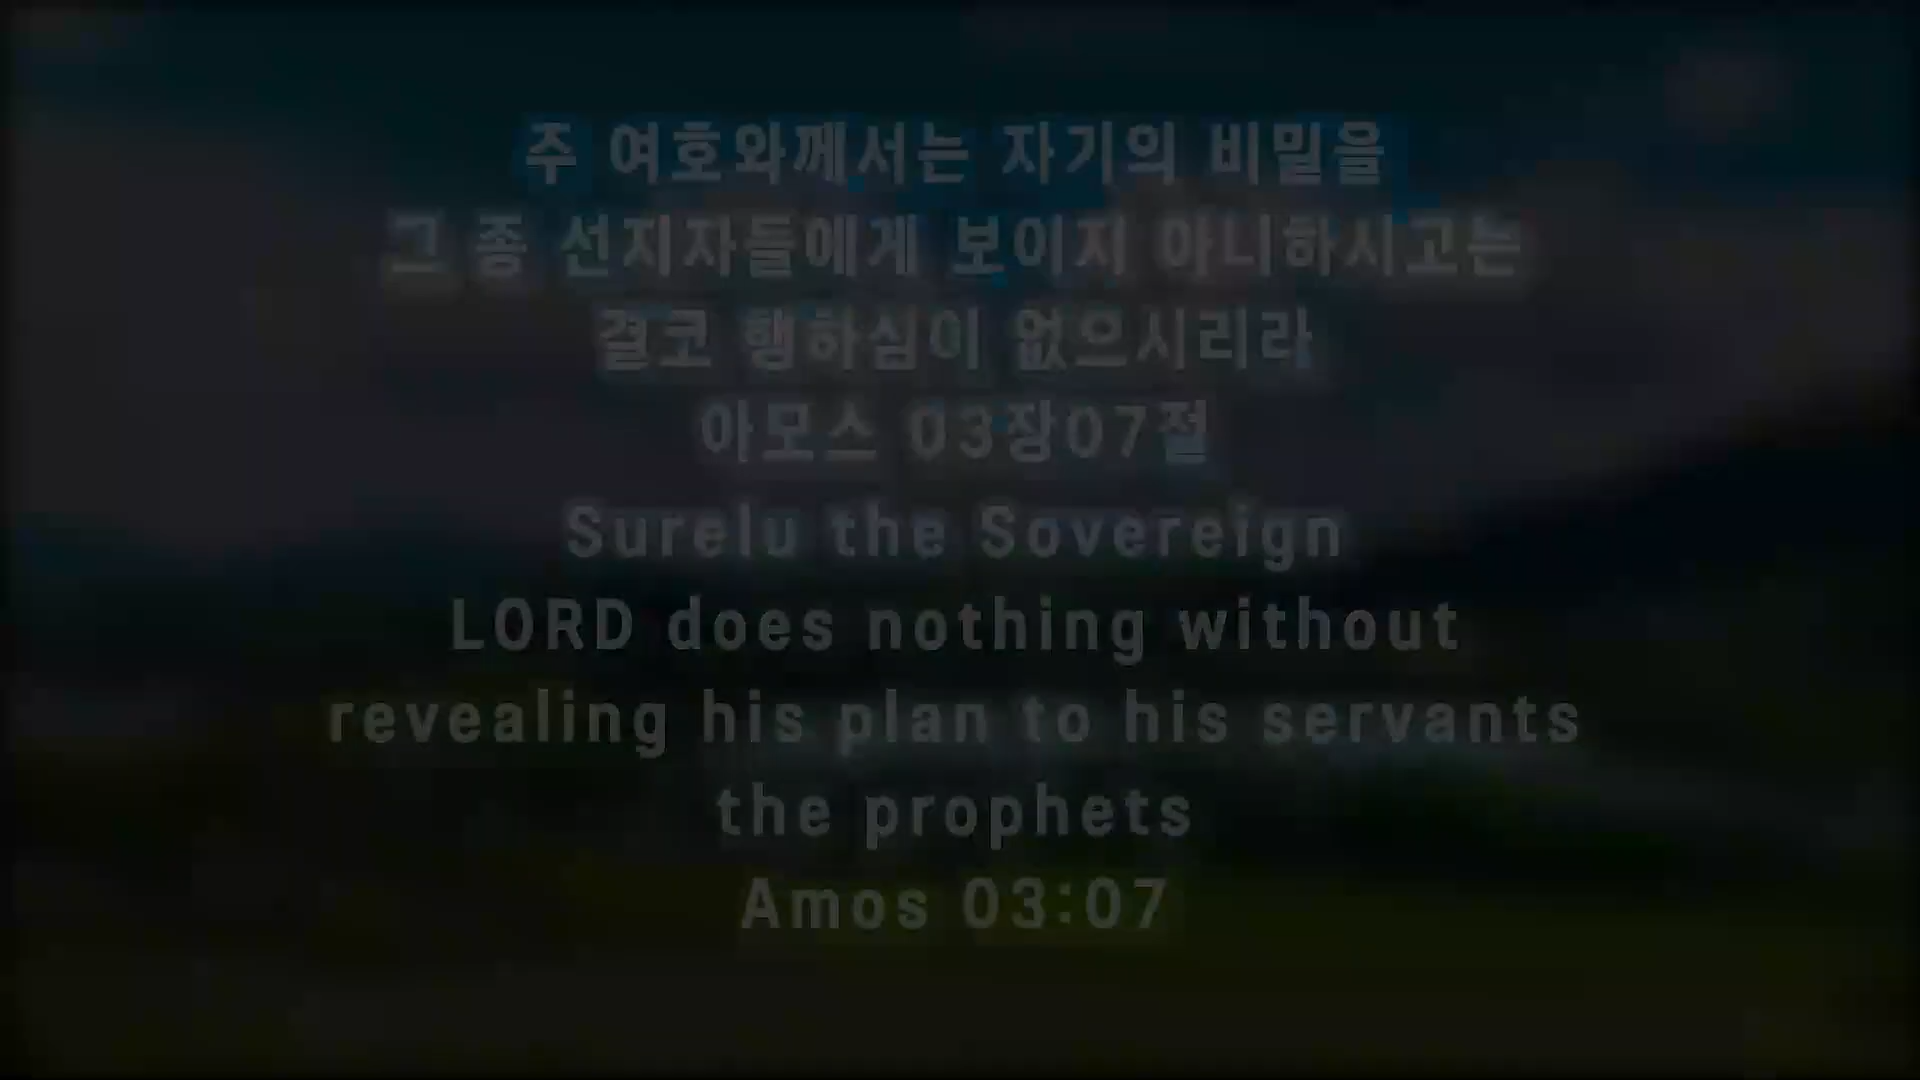 주 여호와께서는 자기의 비밀을
그 종 선지자들에게 보이지 아니하시고는
결코 행하심이 없으시리라
아모스 03장07절
Surelu the Sovereign
LORD does nothing without
revealing his plan to his servants
the prophets
Amos 03:07